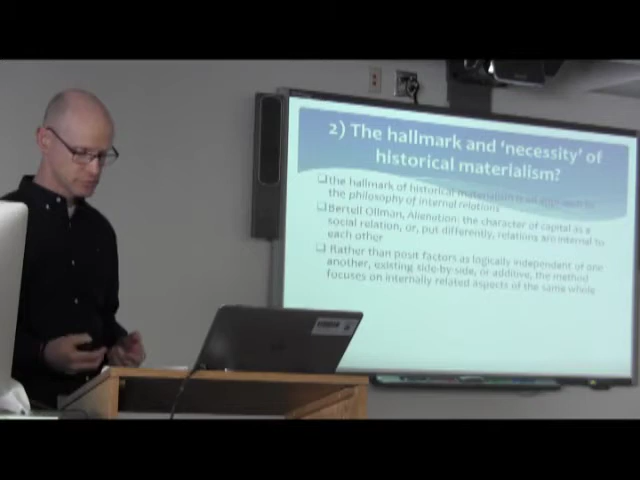 2) The hallmark and 'necessity' of
historical materialism?
the hallmark of historical materialism is its approach to
the philosophy of internal relations
Bertell Ollman, Alienation: the character of capital as a
social relation, or, put differently, relations are internal to
each other
Rather than posit factors as logically independent of one
another, existing side-by-side, or additive, the method
focuses on internally related aspects of the same whole